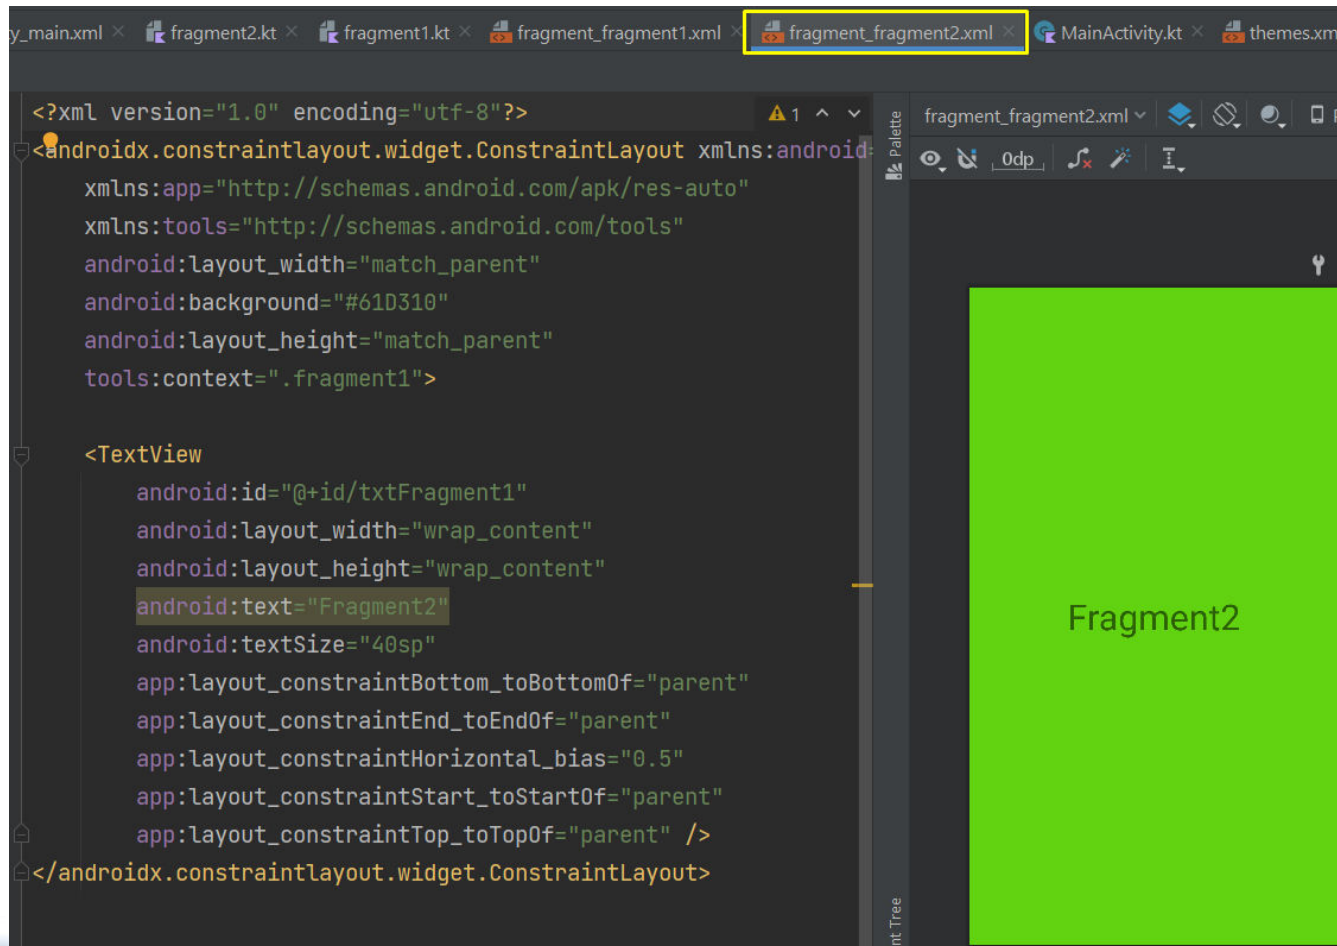 y_main.xml fragment2.kt fragment1.kt fragment_fragment1.xml fragment_fragment2.xml MainActivity.kt themes.xm
<?xml version="1.0" encoding="utf-8"?>
1
<androidx.constraintlayout.widget.ConstraintLayout xmlns:android=
xmlns:app="http://schemas.android.com/apk/res-auto"
xmlns:tools="http://schemas.android.com/tools"
android:layout_width="match_parent"
android:background="#61D310"
android:layout_height="match_parent"
tools:context=".fragment1">
<TextView
android:id="@+id/txtFragment1"
android:layout_width="wrap_content"
android:layout_height="wrap_content"
android:text="Fragment2"
android:textSize="40sp"
app:layout_constraintBottom_toBottomOf="parent"
app:layout_constraintEnd_toEndOf="parent"
app:layout_constraintHorizontal_bias="0.5"
app:layout_constraintStart_toStartOf="parent"
app:layout_constraintTop_toTopOf="parent" />
</androidx.constraintlayout.widget.ConstraintLayout>
Palette
nt Tree
fragment_fragment2.xml
0dp
Fragment2